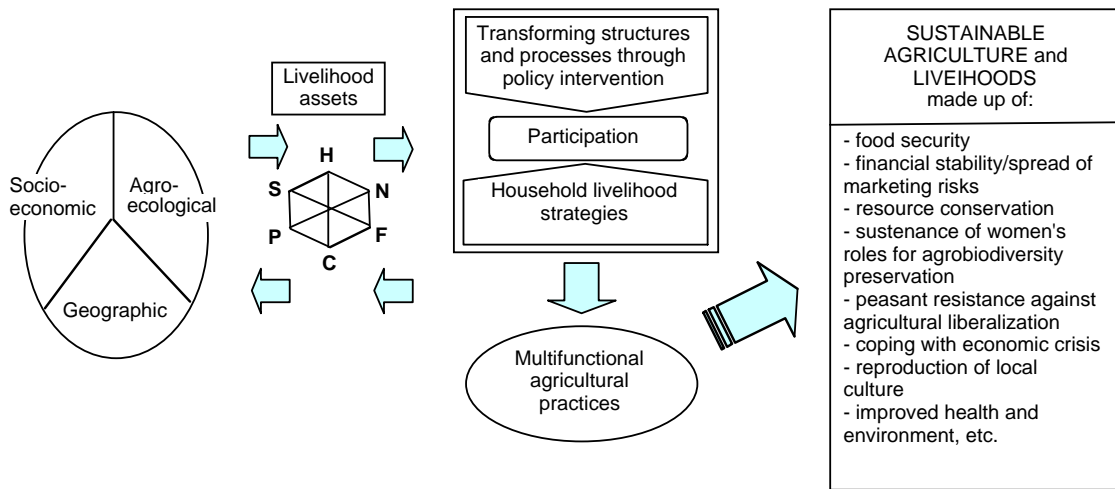 Socio-
economic
Agro-
ecological
Geographic
Livelihood
assets
H
S
N
P
F
C
Transforming structures
and processes through
policy intervention
Participation
Household livelihood
strategies
Multifunctional
agricultural
practices
SUSTAINABLE
AGRICULTURE and
LIVEIHOODS
made up of:
- food security
- financial stability/spread of
marketing risks
- resource conservation
- sustenance of women's
roles for agrobiodiversity
preservation
- peasant resistance against
agricultural liberalization
- coping with economic crisis
- reproduction of local
culture
- improved health and
environment, etc.